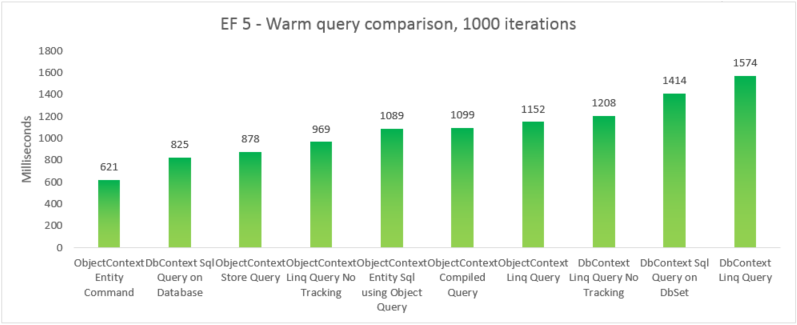 EF 5 - Warm query comparison, 1000 iterations
Milliseconds
1800
1600
1400
1200
1000
800
600
400
200
0
621
825
878
969
1089
1099
1152
1208
1414
1574
ObjectContext
Entity
Command
DbContext Sql
Query on
Database
ObjectContext
Store Query
ObjectContext
Linq Query No
Tracking
ObjectContext
Entity Sql
using Object
Query
ObjectContext
Compiled
Query
ObjectContext
Linq Query
DbContext
Linq Query No
Tracking
DbContext Sql
Query on
DbSet
DbContext
Linq Query